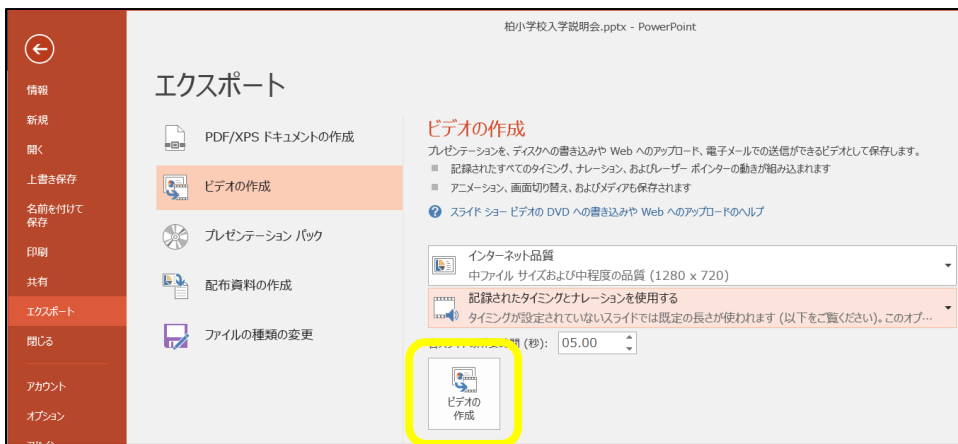 柏小学校入学説明会.pptx - PowerPoint
情報
新規
開く
上書き保存
名前を付けて
保存
印刷
共有
エクスポート
閉じる
アカウント
オプション
エクスポート
PDF/XPS ドキュメントの作成
ビデオの作成
プレゼンテーション パック
配布資料の作成
ファイルの種類の変更
ビデオの作成
プレゼンテーションを、ディスクへの書き込みや Web へのアップロード、電子メールでの送信ができるビデオとして保存します。
記録されたすべてのタイミング、ナレーション、およびレーザー ポインターの動きが組み込まれます
アニメーション、画面切り替え、およびメディアも保存されます
スライド ショー ビデオの DVD への書き込みや Web へのアップロードのヘルプ
インターネット品質
中ファイル サイズおよび中程度の品質 (1280 x 720)
記録されたタイミングとナレーションを使用する
タイミングが設定されていないスライドでは既定の長さが使われます (以下をご覧ください)。このオプ…
(秒): 05.00
ビデオの
作成